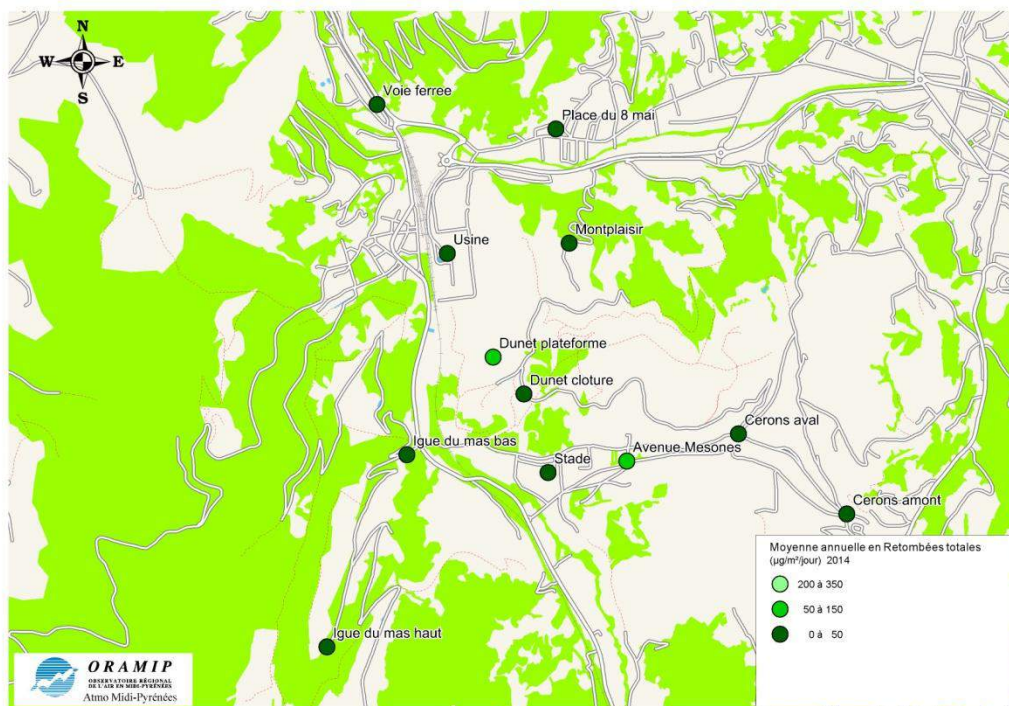 N
W E
S
Voie ferree
Place du 8 mai
Usine
Montplaisir
Dunet plateforme
Dunet cloture
Cerons aval
Igue du mas bas
Avenue Mesones
Stade
Cerons amont
Igue du mas haut
Moyenne annuelle en Retombées totales
(µg/m²/jour) 2014
200 à 350
50 à 150
0 à 50
ORAMIP
OBSERVATOIRE RÉGIONAL
DE L'AIR EN MIDI-PYRÉNÉES
Atmo Midi-Pyrénées